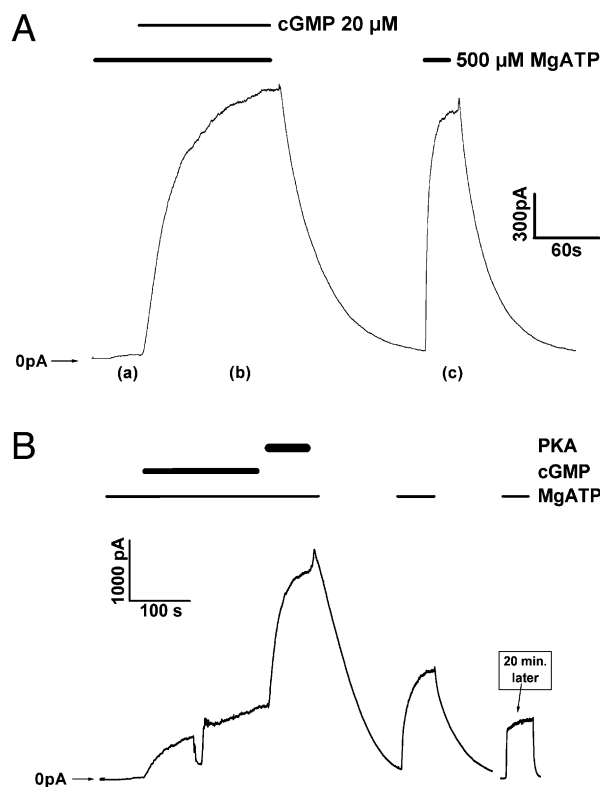 A
cGMP 20 µM
500 µM MgATP
300pA
60s
0pA
(a)
(b)
(c)
B
PKA
cGMP
MgATP
1000 pA
100 s
20 min.
later
0pA